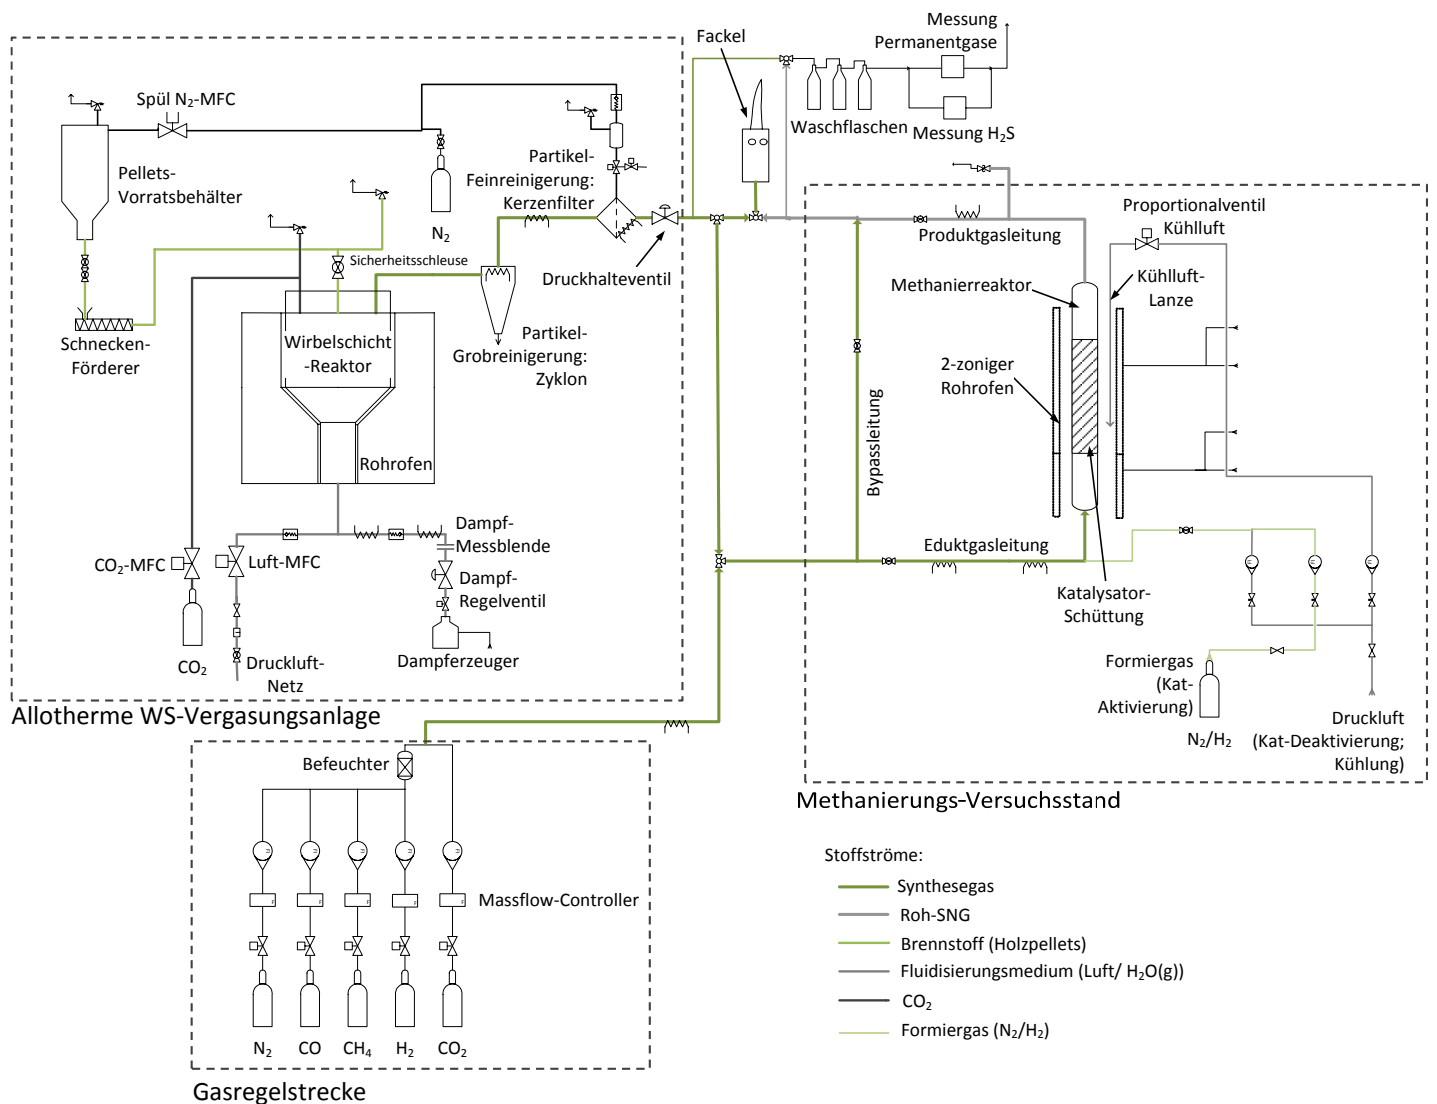 Messung
Permanentgase
Fackel
Spül N2-MFC
Waschflaschen
Messung H2S
Partikel-
Feinreinigung:
Kerzenfilter
Pellets-
Vorratsbehälter
N2
Sicherheitsschleuse
Druckhalteventil
Produktgasleitung
Proportionalventil
Kühlluft
Methanierreaktor
Kühlluft-
Lanze
Schnecken-
Förderer
Wirbelschicht
-Reaktor
Partikel-
Grobreinigerung:
Zyklon
2-zoniger
Rohrofen
Bypassleitung
Rohrofen
Dampf-
Messblende
CO2-MFC
Luft-MFC
Dampf-
Regelventil
Eduktgasleitung
Katalysator-
Schüttung
CO2
Druckluft-
Netz
Dampferzeuger
Formiergas
(Kat-
Aktivierung)
N2/H2
Druckluft
(Kat-Deaktivierung;
Kühlung)
Allotherme WS-Vergasungsanlage
Methanierungs-Versuchsstand
Befeuchter
Massflow-Controller
F F F F F
N2 CO CH4 H2 CO2
Gasregelstrecke
Stoffströme:
Synthesegas
Roh-SNG
Brennstoff (Holzpellets)
Fluidisierungsmedium (Luft/ H2O(g))
CO2
Formiergas (N2/H2)